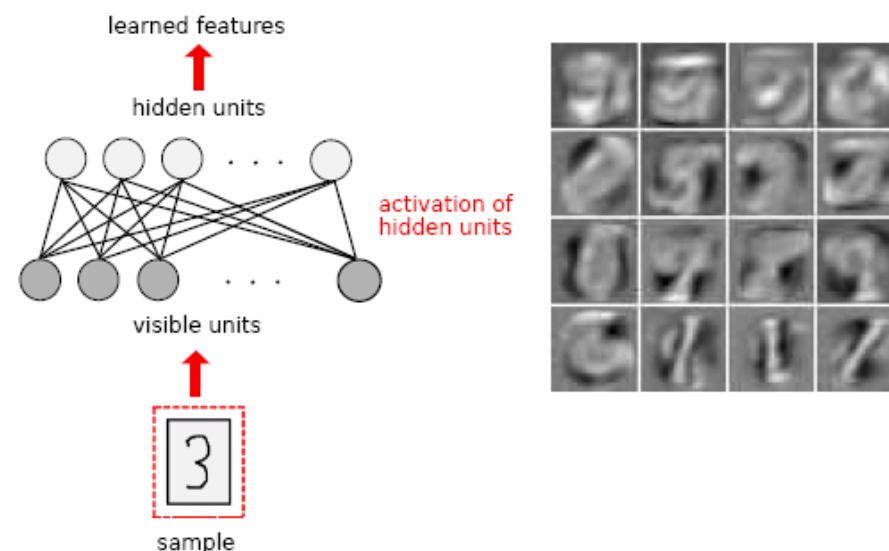 learned features
hidden units
. . .
activation of
hidden units
. . .
visible units
3
sample